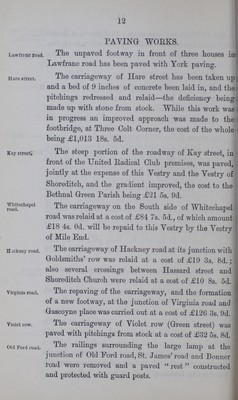 12
PAVING WORKS.
Lawfrane Road. The unpaved footway in front of three houses in
Lawfrane road has been paved with York paving.
Hare street. The carriageway of Hare street has been taken up
and a bed of 9 inches of concrete been laid in, and the
pitchings redressed and relaid—the deficiency being
made up with stone from stock. While this work was
in progress an improved approach was made to the
footbridge, at Three Colt Corner, the cost of the whole
being £1,013 18s. 5d.
Kay street. The steep portion of the roadway of Kay street, in
front of the United Radical Club premises, was paved,
jointly at the expense of this Vestry and the Vestry of
Shoreditch, and the gradient improved, the cost to the
Bethnal Green Parish being £21 5s. 9d.
Whitechapel road. The carriageway on the South side of Whitechapel
road was relaid at a cost of £84 7s. 5d., of which amount
£18 4s. 0d. will be repaid to this Vestry by the Vestry
of Mile End.
Hackney road. The carriageway of Hackney road at its junction with
Goldsmiths' row was relaid at a cost of £19 3s. 8d. ;
also several crossings between Hassard street and
Shoreditch Church were relaid at a cost of £10 8s. 5d.
Virginia road. The repaving of the carriageway, and the formation
of a new footway, at the junction of Virginia road and
Gascoyne place was carried out at a cost of £126 3s. 9d.
Violet row. The carriageway of Violet row (Green street) was
paved with pitchings from stock at a cost of £32 5s. 8d.
Old Ford road. The railings surrounding the large lamp at the
junction of Old Ford road, St. James' road and Bonner
road were removed and a paved "rest" constructed
and protected with guard posts.